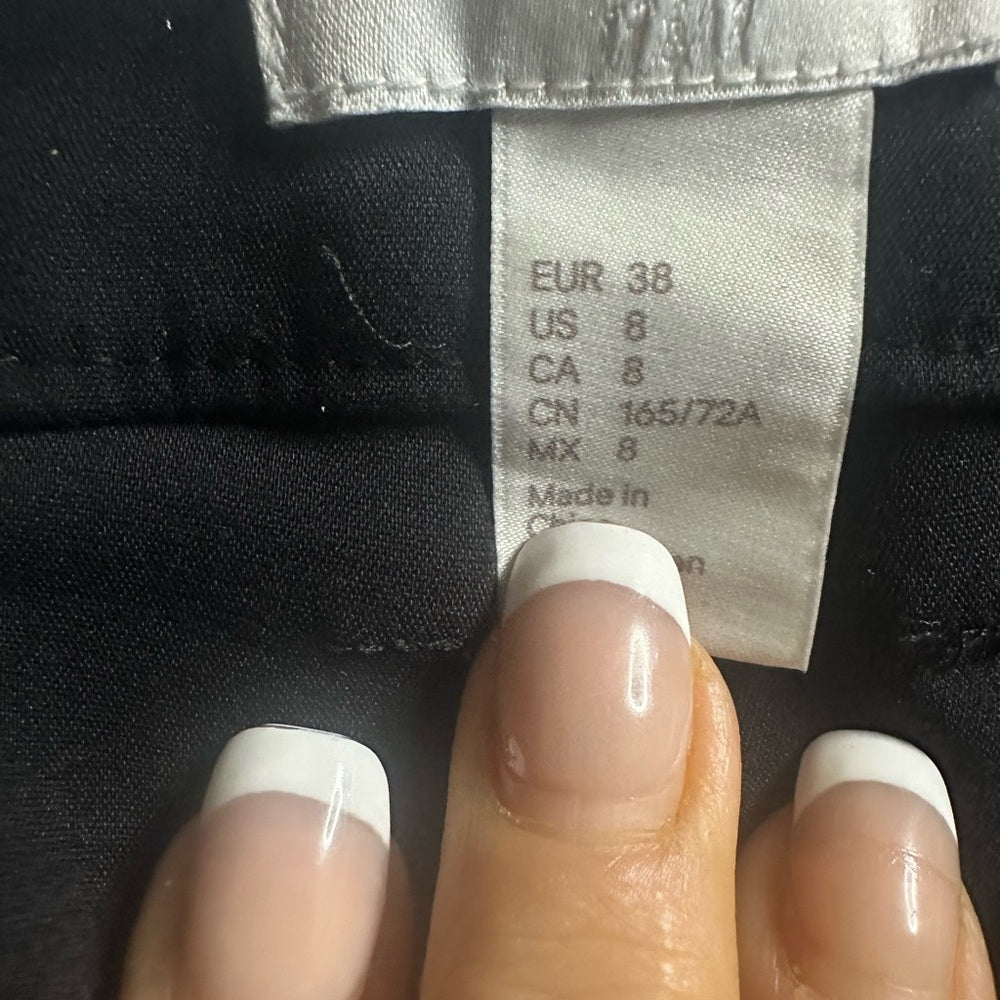 EUR 38
US 8
CA 8
CN 165/72A
MX 8
Made in